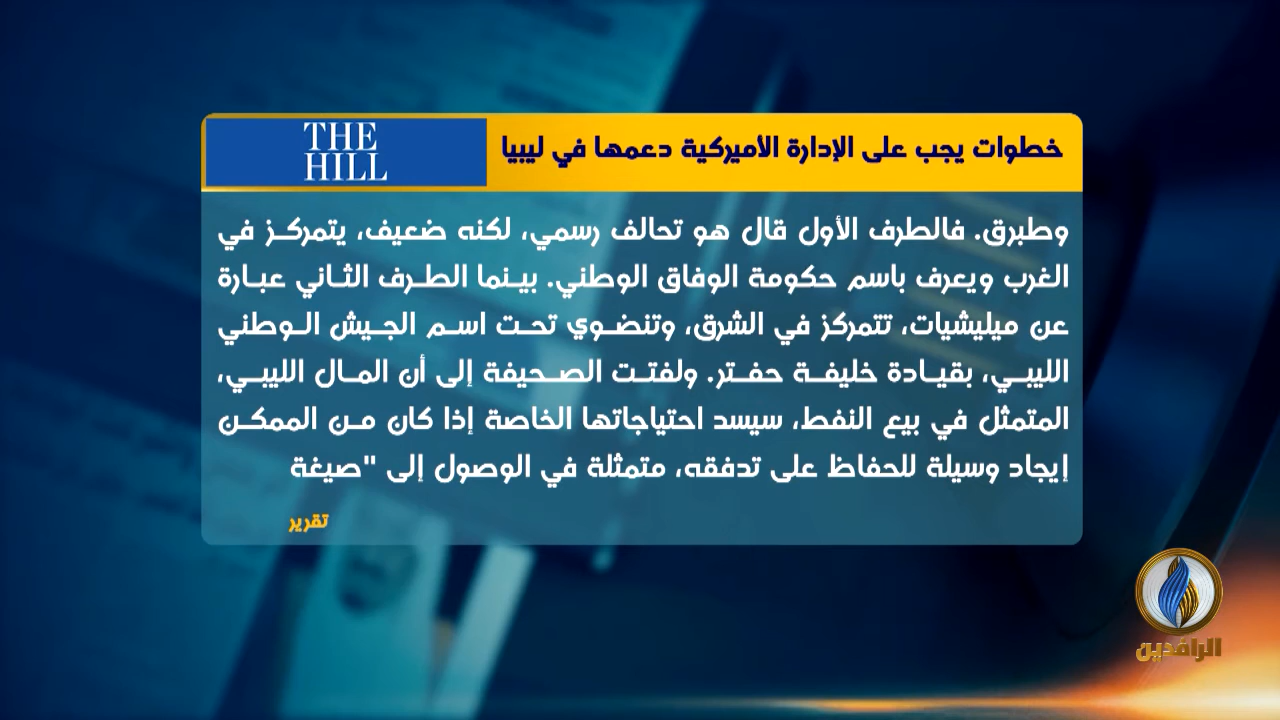 خطوات يجب على الإدارة الأميركية دعمها في ليبيا
THE
HILL
وطبرق. فالطرف الأول قال هو تحالف رسمي، لكنه ضعيف، يتمركز في
الغرب ويعرف باسم حكومة الوفاق الوطني. بينما الطرف الثاني عبارة
عن ميليشيات، تتمركز في الشرق، وتنضوي تحت اسم الجيش الوطني
الليبي، بقيادة خليفة حفتر. ولفتت الصحيفة إلى أن المال الليبي،
المتمثل في بيع النفط، سيسد احتياجاتها الخاصة إذا كان من الممكن
إيجاد وسيلة للحفاظ على تدفقه، متمثلة في الوصول إلى "صيغة
تقرير
الرافدين